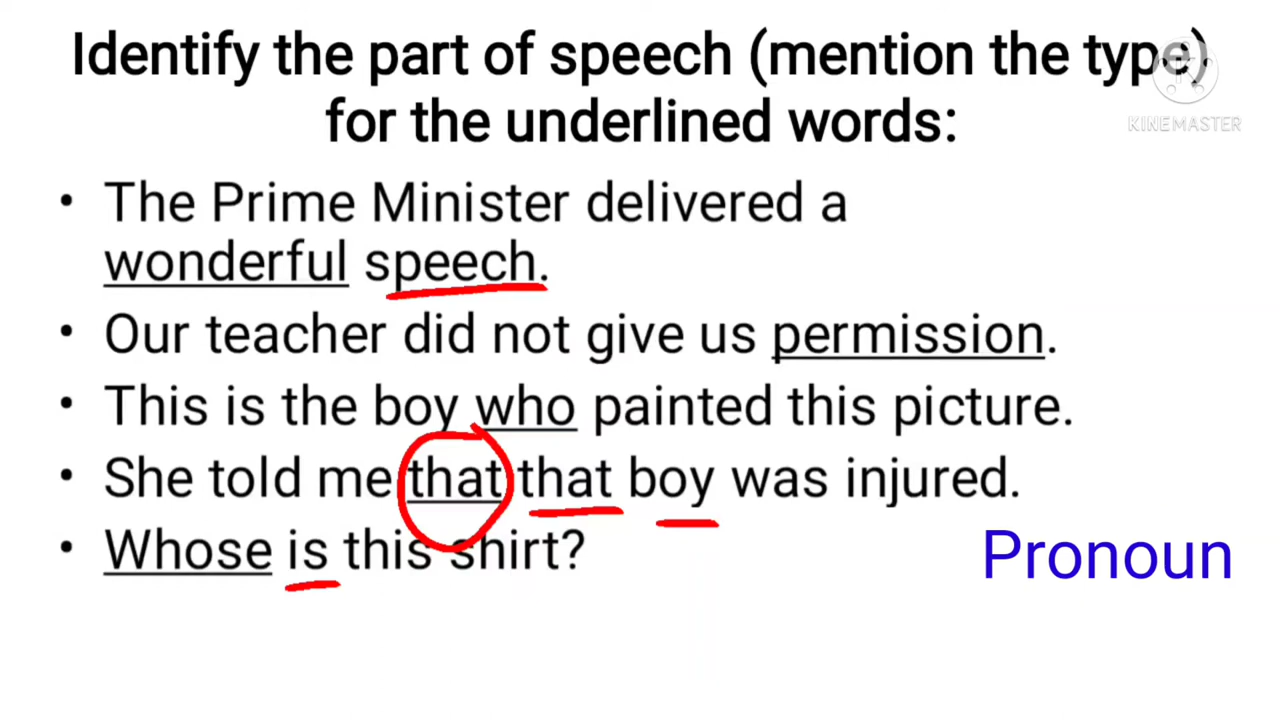 Identify the part of speech (mention the type)
for the underlined words:
KINEMASTER
• The Prime Minister delivered a
wonderful speech.
• Our teacher did not give us permission.
• This is the boy who painted this picture.
• She told me that that boy was injured.
• Whose is this shirt?
Pronoun